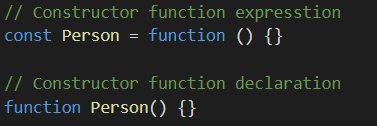 // Constructor function expresstion
const Person = function () {}
// Constructor function declaration
function Person() {}